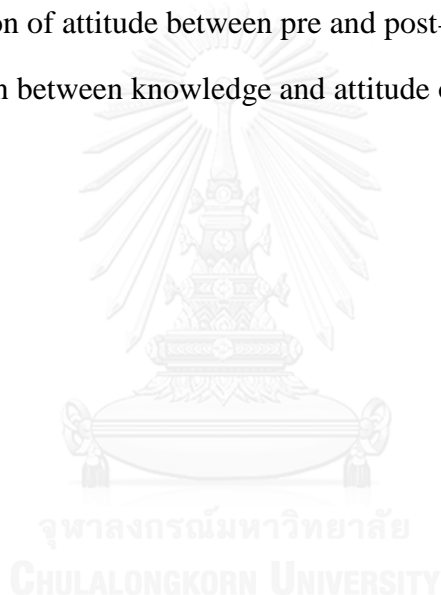 on of attitude between pre and post-
n between knowledge and attitude
จุฬาลงกรณ์มหาวิทยาลัย
CHULALONGKORN UNIVERSITY